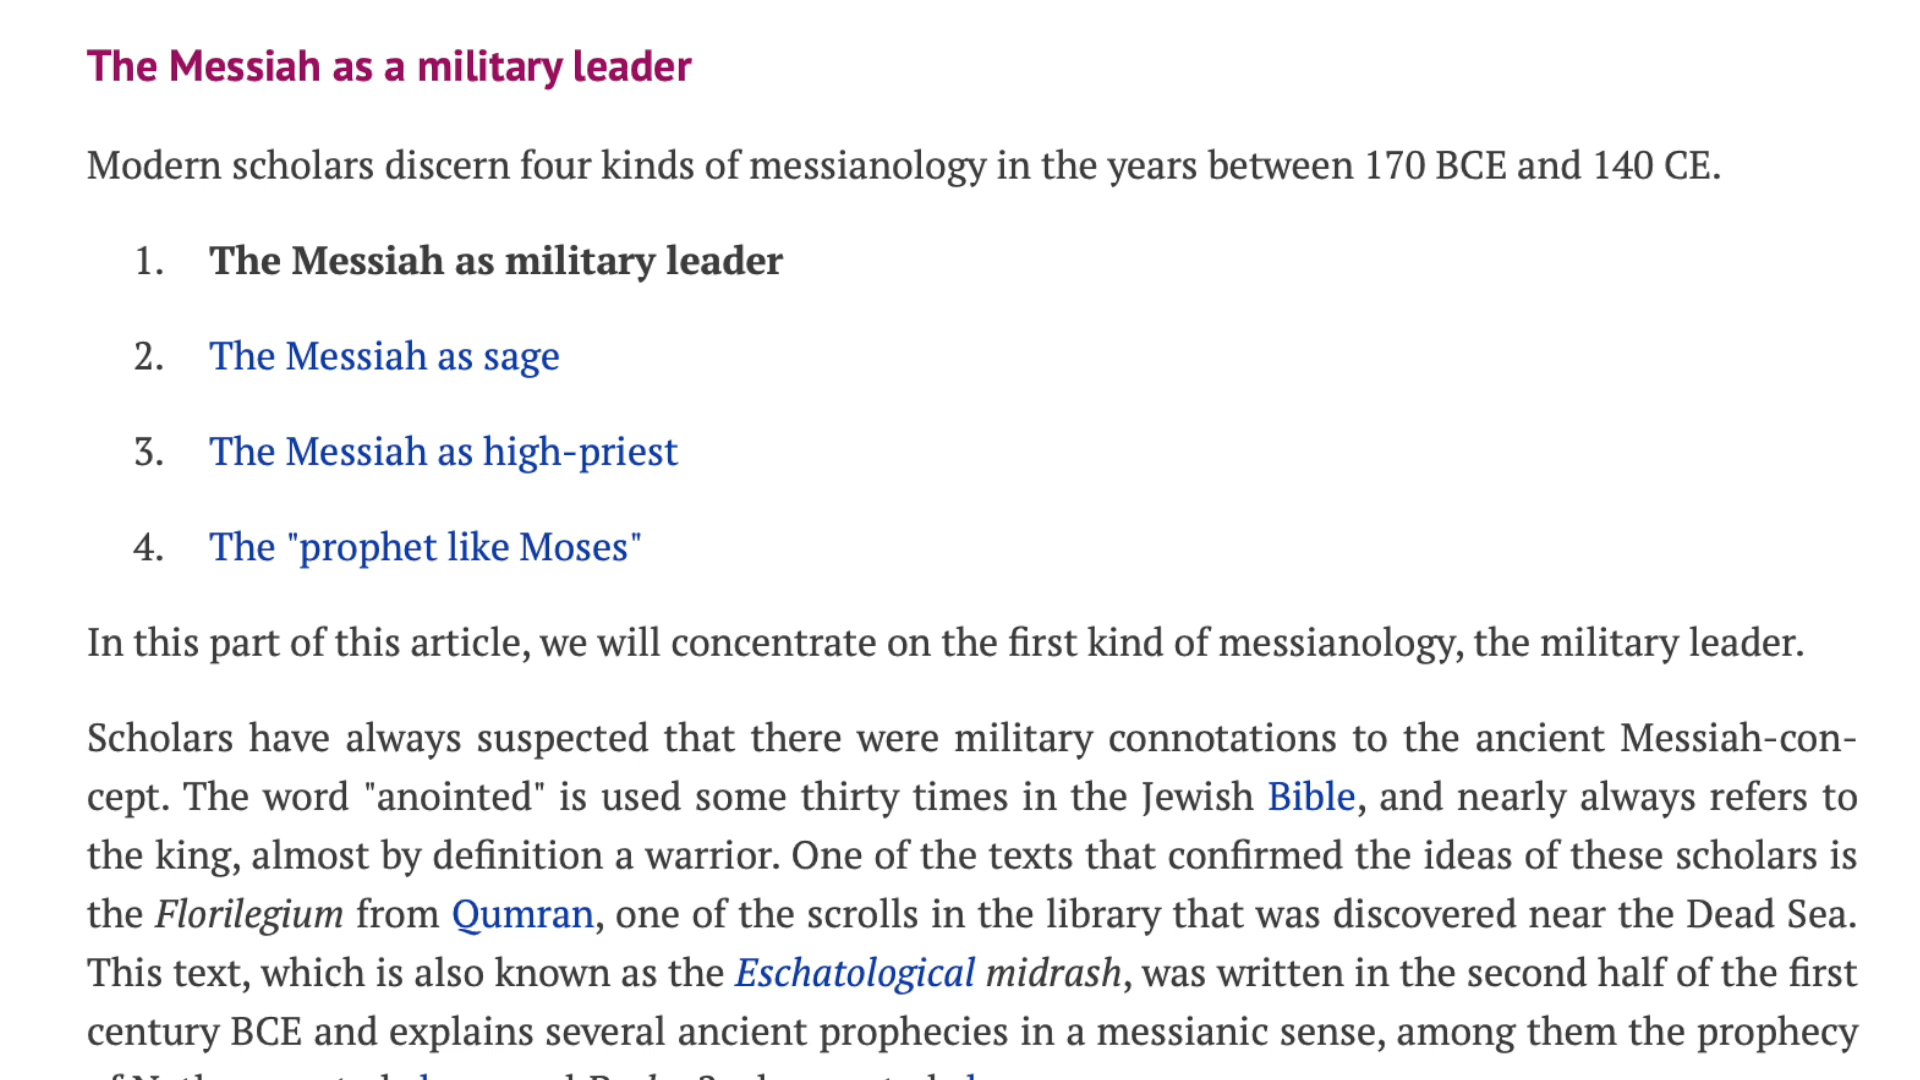 The Messiah as a military leader
Modern scholars discern four kinds of messianology in the years between 170 BCE and 140 CE.
1. The Messiah as military leader
2. The Messiah as sage
3. The Messiah as high-priest
4. The "prophet like Moses"
In this part of this article, we will concentrate on the first kind of messianology, the military leader.
Scholars have always suspected that there were military connotations to the ancient Messiah-con-
cept. The word "anointed" is used some thirty times in the Jewish Bible, and nearly always refers to
the king, almost by definition a warrior. One of the texts that confirmed the ideas of these scholars is
the Florilegium from Qumran, one of the scrolls in the library that was discovered near the Dead Sea.
This text, which is also known as the Eschatological midrash, was written in the second half of the first
century BCE and explains several ancient prophecies in a messianic sense, among them the prophecy